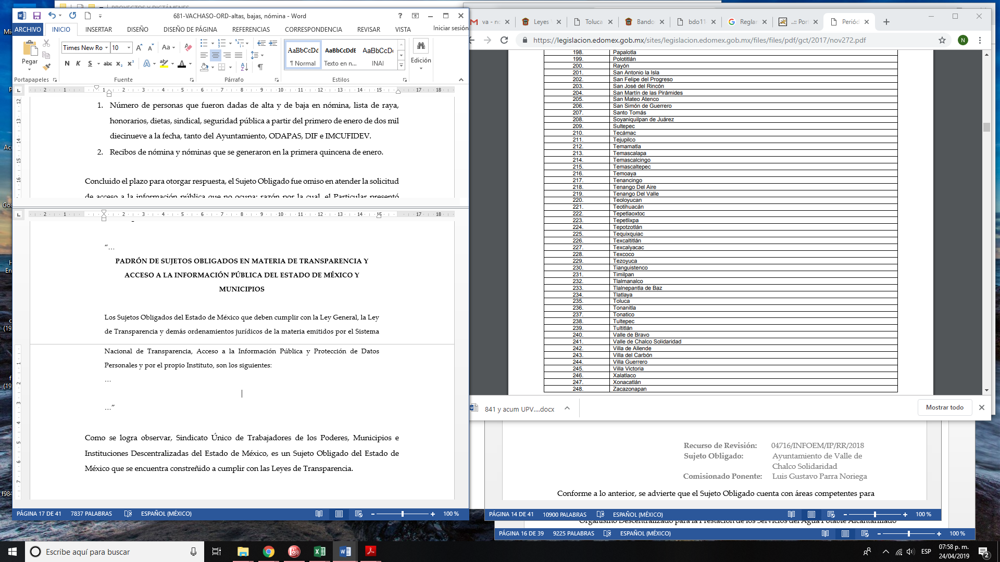 PROYECTOS Y DICTÁMENES
681-VACHASO-ORD-altas, bajas, nómina - Word
ARCHIVO INICIO INSERTAR DISEÑO DISEÑO DE PÁGINA REFERENCIAS CORRESPONDENCIA REVISAR VISTA Iniciar sesión
Times New Ro 10
Pegar
N K S abc x₂ x²
AaBbCcDd AaBbCcDdE AaBbCcDc
¶ Normal Texto en n... INAI
Edición
Portapapeles Fuente Párrafo Estilos
1. Número de personas que fueron dadas de alta y de baja en nómina, lista de raya,
honorarios, dietas, sindical, seguridad pública a partir del primero de enero de dos mil
diecinueve a la fecha, tanto del Ayuntamiento, ODAPAS, DIF e IMCUFIDEV.
2. Recibos de nómina y nóminas que se generaron en la primera quincena de enero.
Concluido el plazo para otorgar respuesta, el Sujeto Obligado fue omiso en atender la solicitud
de acceso a la información pública que no ocupa; razón por la cual, el Particular presentó
“…
PADRÓN DE SUJETOS OBLIGADOS EN MATERIA DE TRANSPARENCIA Y
ACCESO A LA INFORMACIÓN PÚBLICA DEL ESTADO DE MÉXICO Y
MUNICIPIOS
Los Sujetos Obligados del Estado de México que deben cumplir con la Ley General, la Ley
de Transparencia y demás ordenamientos jurídicos de la materia emitidos por el Sistema
Nacional de Transparencia, Acceso a la Información Pública y Protección de Datos
Personales y por el propio Instituto, son los siguientes:
…
…”
Como se logra observar, Sindicato Único de Trabajadores de los Poderes, Municipios e
Instituciones Descentralizadas del Estado de México, es un Sujeto Obligado del Estado de
México que se encuentra constreñido a cumplir con las Leyes de Transparencia.
PÁGINA 17 DE 41 7837 PALABRAS ESPAÑOL (MÉXICO) 100 %
va - no Leyes Toluca Bando bdo11 Reglar ..:: Port Periód
https://legislacion.edomex.gob.mx/sites/legislacion.edomex.gob.mx/files/files/pdf/gct/2017/nov272.pdf
N
198. Papalotla
199. Polotitlán
200. Rayón
201. San Antonio la Isla
202. San Felipe del Progreso
203. San José del Rincón
204. San Martín de las Pirámides
205. San Mateo Atenco
206. San Simón de Guerrero
207. Santo Tomás
208. Soyaniquilpan de Juárez
209. Sultepec
210. Tecámac
211. Tejupilco
212. Temamatla
213. Temascalapa
214. Temascalcingo
215. Temascaltepec
216. Temoaya
217. Tenancingo
218. Tenango Del Aire
219. Tenango Del Valle
220. Teoloyucan
221. Teotihuacán
222. Tepetlaoxtoc
223. Tepetlixpa
224. Tepotzotlán
225. Tequixquiac
226. Texcaltitlán
227. Texcalyacac
228. Texcoco
229. Tezoyuca
230. Tianguistenco
231. Timilpan
232. Tlalmanalco
233. Tlalnepantla de Baz
234. Tlatlaya
235. Toluca
236. Tonanitla
237. Tonatico
238. Tultepec
239. Tultitlán
240. Valle de Bravo
241. Valle de Chalco Solidaridad
242. Villa de Allende
243. Villa del Carbón
244. Villa Guerrero
245. Villa Victoria
246. Xalatlaco
247. Xonacatlán
248. Zacazonapan
841 y acum UPV....docx Mostrar todo
Recurso de Revisión: 04716/INFOEM/IP/RR/2018
Sujeto Obligado: Ayuntamiento de Valle de
Chalco Solidaridad
Comisionado Ponente: Luis Gustavo Parra Noriega
Conforme a lo anterior, se advierte que el Sujeto Obligado cuenta con áreas competentes para
PÁGINA 14 DE 41 10900 PALABRAS ESPAÑOL (MÉXICO) 100 %
Organismo Descentralizado para la Prestación de los Servicios del Agua Potable Alcantarillado
PÁGINA 16 DE 39 9225 PALABRAS ESPAÑOL (MÉXICO) 100 %
Escribe aquí para buscar
ESP
07:58 p. m.
24/04/2019
2